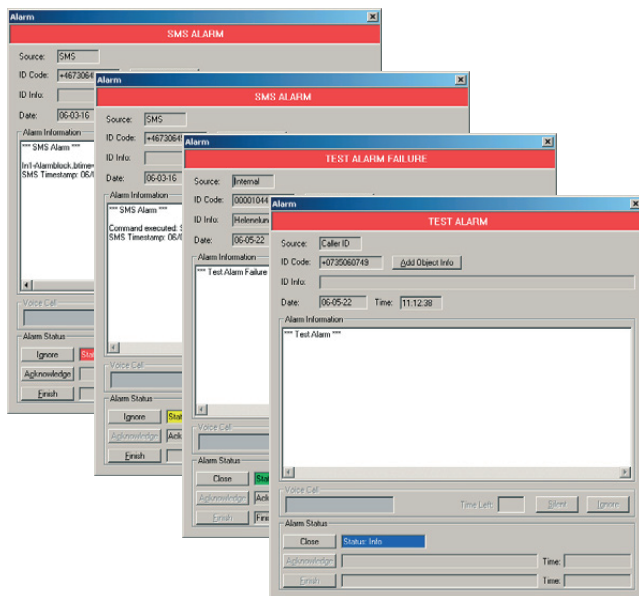 Alarm
SMS ALARM
Source: SMS
ID Code: +46730645
ID Info:
Date: 06-03-16
Alarm Information
*** SMS Alarm ***
In1=Alarmblock,btime=
SMS Timestamp: 06/
Voice Call
Alarm Status
Ignore
Acknowledge
Finish
Alarm
SMS ALARM
Source: SMS
ID Code: +46730645
ID Info:
Date: 06-03-16
Alarm Information
*** SMS Alarm ***
Command executed:
SMS Timestamp: 06/
Voice Call
Alarm Status
Ignore
Acknowledge
Finish
Alarm
TEST ALARM FAILURE
Source: Internal
ID Code: 00001044
ID Info: Helenelun
Date: 06-05-22
Alarm Information
*** Test Alarm Failure
Voice Call
Alarm Status
Close
Acknowledge
Finish
Alarm
TEST ALARM
Source: Caller ID
ID Code: +0735060749 Add Object Info
ID Info:
Date: 06-05-22 Time: 11:12:38
Alarm Information
*** Test Alarm ***
Voice Call Time Left: Silent Ignore
Alarm Status
Close Status: Info
Acknowledge Time:
Finish Time: